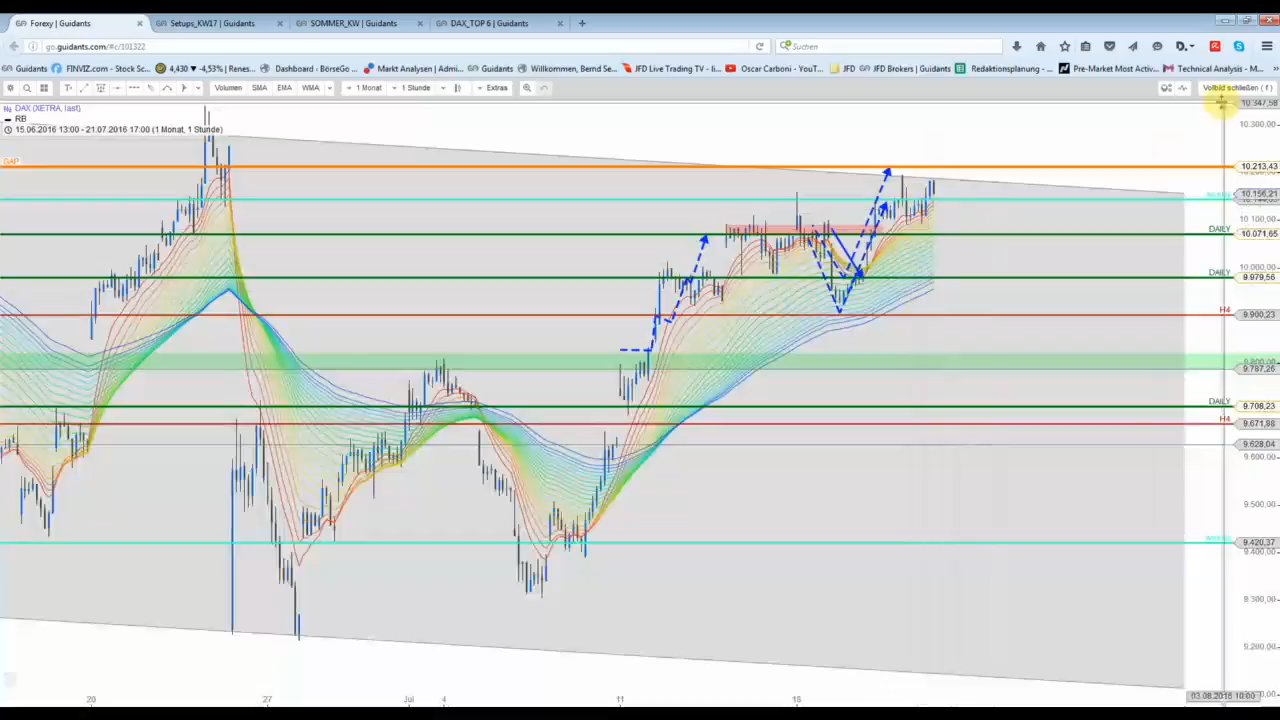 Forexy | Guidants
Setups_KW17 | Guidants
SOMMER_KW | Guidants
DAX_TOP 6 | Guidants
go.guidants.com/#c/101322
Suchen
Guidants
FINVIZ.com - Stock Sc...
4,430 ▼ -4,53% | Renes...
Dashboard - BörseGo ...
Markt Analysen | Admi...
Guidants
Willkommen, Bernd Se...
JFD Live Trading TV - li...
Oscar Carboni - YouT...
JFD
JFD Brokers | Guidants
Redaktionsplanung - ...
Pre-Market Most Activ...
Technical Analysis - M...
Volumen
SMA
EMA
WMA
1 Monat
1 Stunde
Extras
Vollbild schließen ( f )
DAX (XETRA, last)
RB
15.06.2016 13:00 - 21.07.2016 17:00 (1 Monat, 1 Stunde)
10.347,58
10.300,00
GAP
10.213,43
10.156,21
10.100,00
DAILY
10.071,65
10.000,00
DAILY
9.979,56
H4
9.900,23
9.787,26
DAILY
9.708,23
H4
9.671,88
9.628,04
9.600,00
9.500,00
9.420,37
9.400,00
9.300,00
9.200,00
20
27
Jul
4
11
18
03.08.2016 10:00